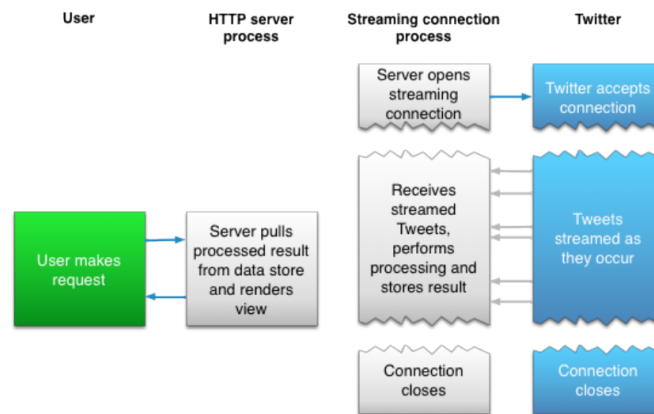 User
HTTP server
process
Streaming connection
process
Twitter
Server opens
streaming
connection
Twitter accepts
connection
User makes
request
Server pulls
processed result
from data store
and renders
view
Receives
streamed
Tweets,
performs
processing and
stores result
Tweets
streamed as
they occur
Connection
closes
Connection
closes